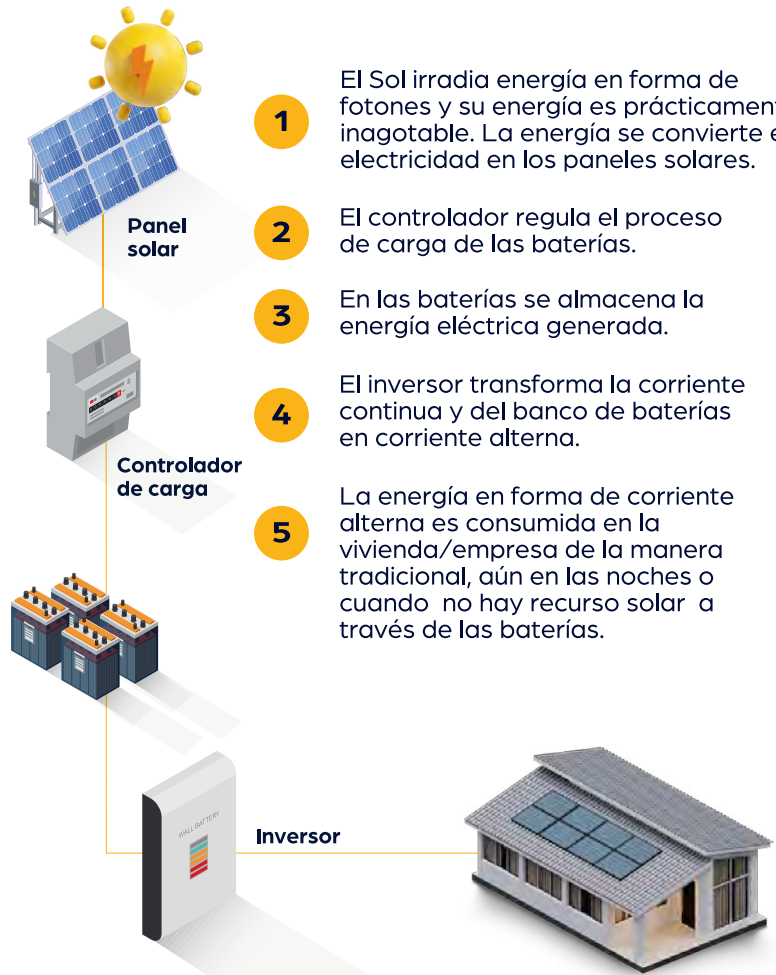 1
El Sol irradia energía en forma de
fotones y su energía es prácticament
inagotable. La energía se convierte e
electricidad en los paneles solares.
Panel
solar
2
El controlador regula el proceso
de carga de las baterías.
3
En las baterías se almacena la
energía eléctrica generada.
4
El inversor transforma la corriente
continua y del banco de baterías
en corriente alterna.
Controlador
de carga
5
La energía en forma de corriente
alterna es consumida en la
vivienda/empresa de la manera
tradicional, aún en las noches o
cuando no hay recurso solar a
través de las baterías.
WALL BATTERY
Inversor